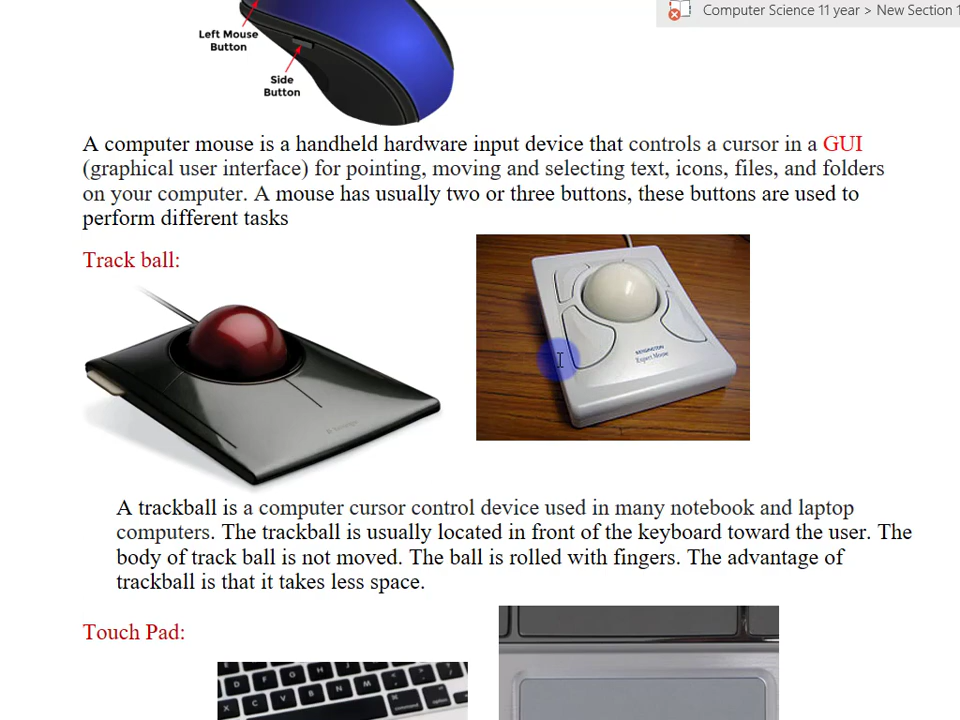 Computer Science 11 year > New Section 1
Left Mouse
Button
Side
Button
A computer mouse is a handheld hardware input device that controls a cursor in a GUI
(graphical user interface) for pointing, moving and selecting text, icons, files, and folders
on your computer. A mouse has usually two or three buttons, these buttons are used to
perform different tasks
Track ball:
KENSINGTON
Expert Mouse
A trackball is a computer cursor control device used in many notebook and laptop
computers. The trackball is usually located in front of the keyboard toward the user. The
body of track ball is not moved. The ball is rolled with fingers. The advantage of
trackball is that it takes less space.
Touch Pad:
D F G H
X C V B N M
command option